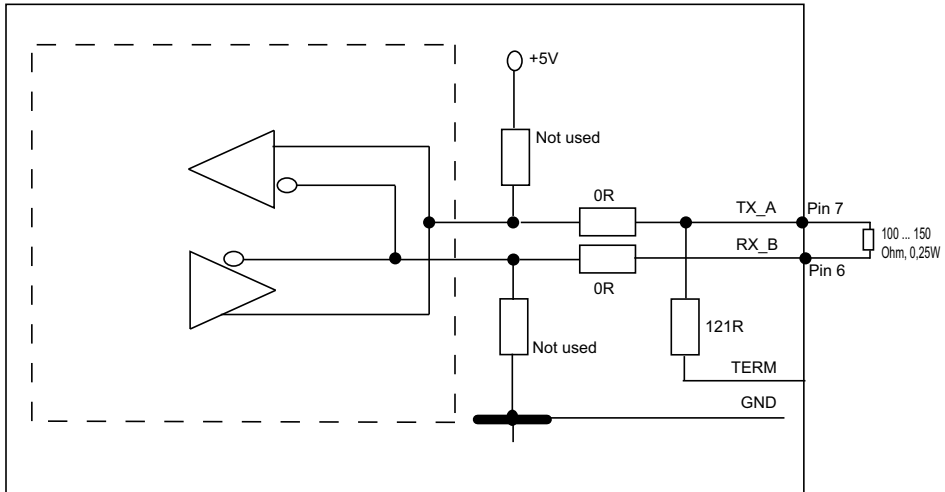 +5V
Not used
0R
TX_A
Pin 7
100 ... 150
Ohm, 0,25W
RX_B
Pin 6
0R
121R
Not used
TERM
GND